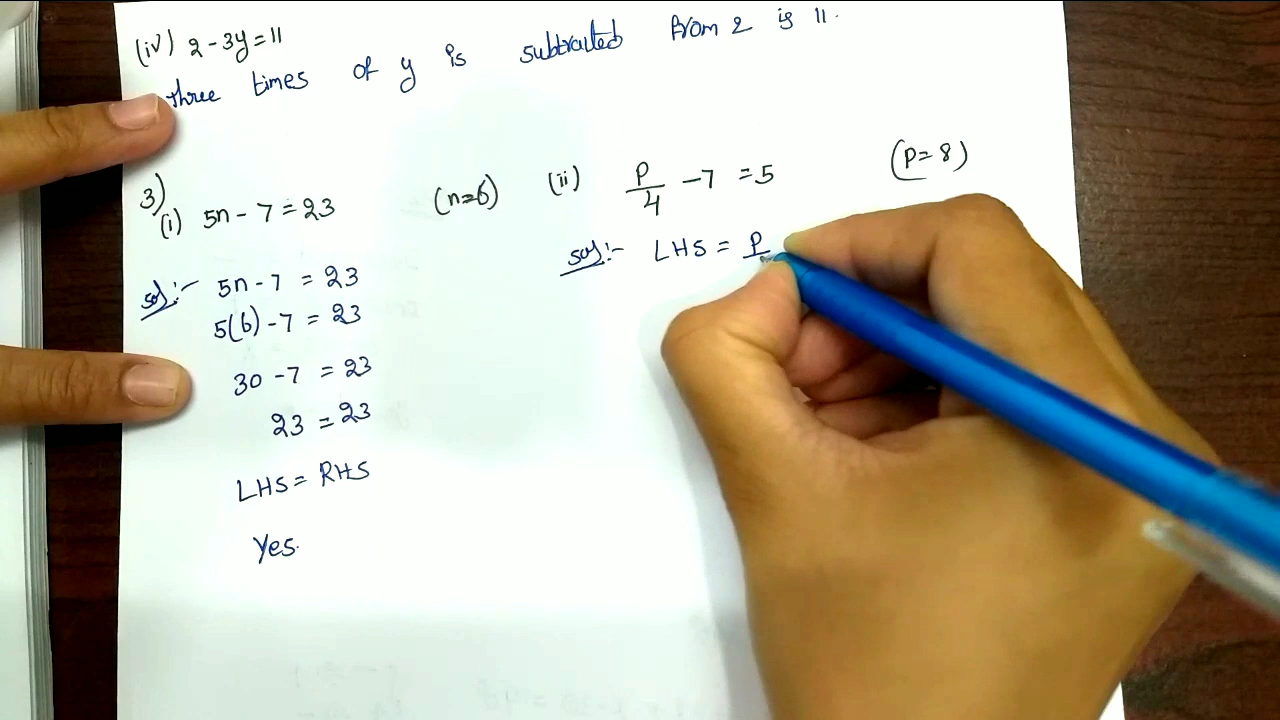 (iv) 2 - 3y = 11
three times of y is subtracted from 2 is 11.
3)
(i) 5n - 7 = 23 (n=6)
Sol:- 5n - 7 = 23
5(6) - 7 = 23
30 - 7 = 23
23 = 23
LHS = RHS
Yes.
(ii) P/4 - 7 = 5 (P=8)
Sol:- LHS = P